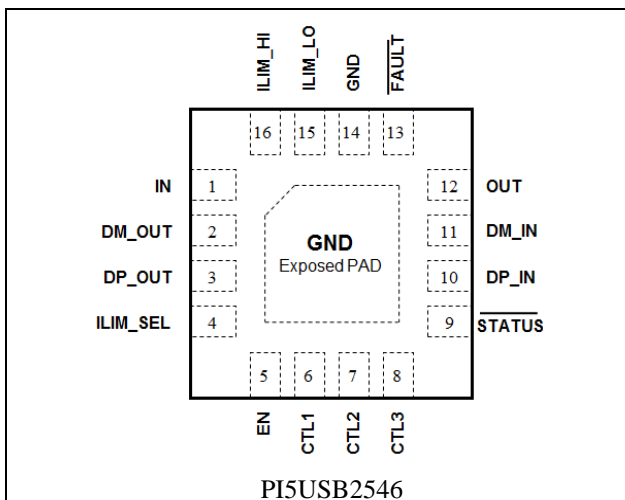 ILIM_HI
ILIM_LO
GND
FAULT
16
15
14
13
IN 1
12 OUT
DM_OUT 2
11 DM_IN
DP_OUT 3
10 DP_IN
ILIM_SEL 4
9 STATUS
GND
Exposed PAD
5
6
7
8
EN
CTL1
CTL2
CTL3
PI5USB2546